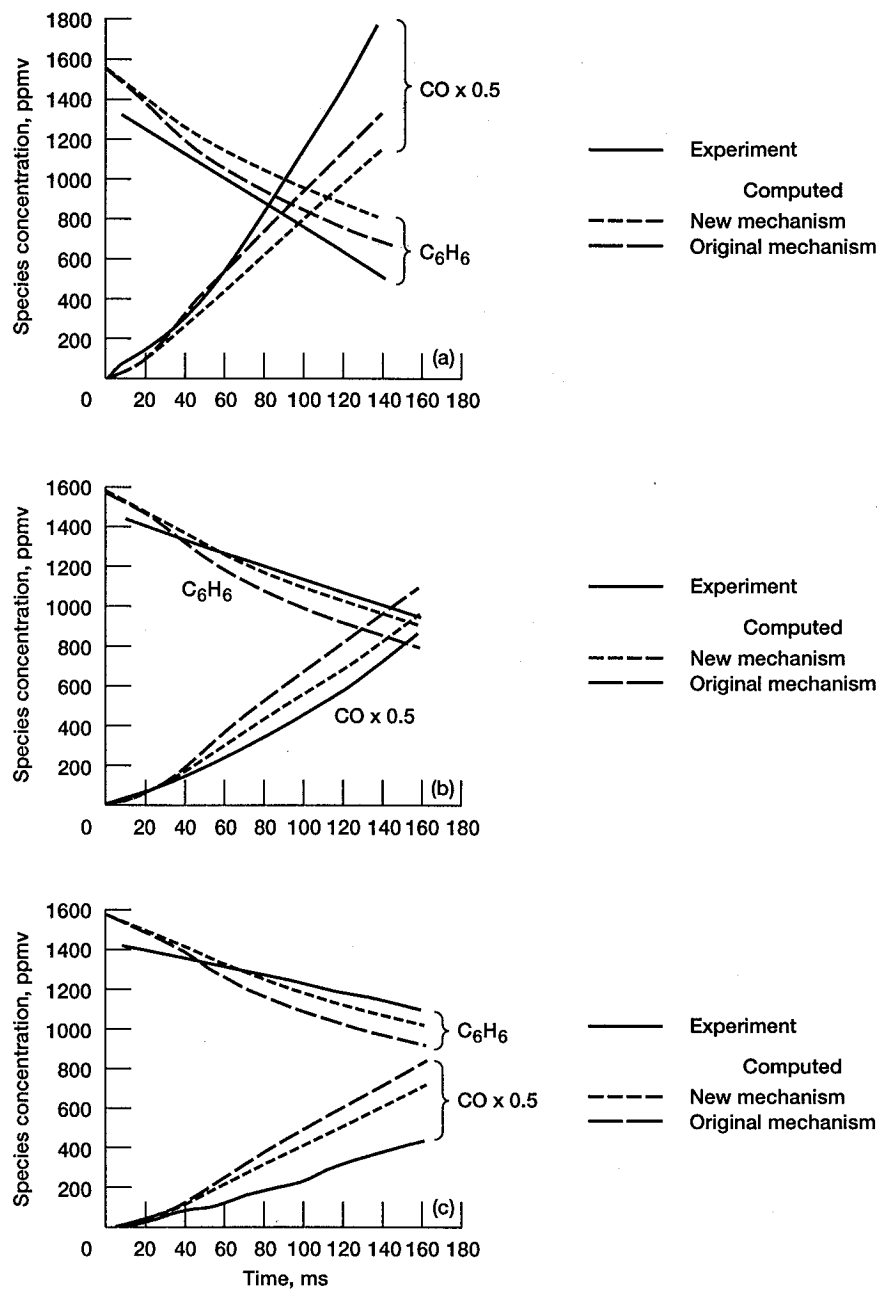 1800
1600
1400
1200
1000
800
600
400
200
0 20 40 60 80 100 120 140 160 180
Species concentration, ppmv
CO x 0.5
C6H6
(a)
Experiment
Computed
New mechanism
Original mechanism
1600
1400
1200
1000
800
600
400
200
0 20 40 60 80 100 120 140 160 180
Species concentration, ppmv
C6H6
CO x 0.5
(b)
Experiment
Computed
New mechanism
Original mechanism
1600
1400
1200
1000
800
600
400
200
0 20 40 60 80 100 120 140 160 180
Species concentration, ppmv
C6H6
CO x 0.5
(c)
Time, ms
Experiment
Computed
New mechanism
Original mechanism